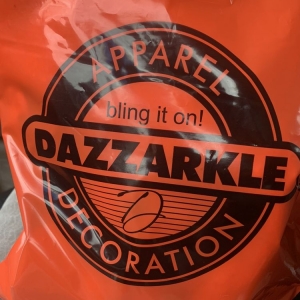 APPAREL
bling it on!
DAZZARKLE
D
DECORATION